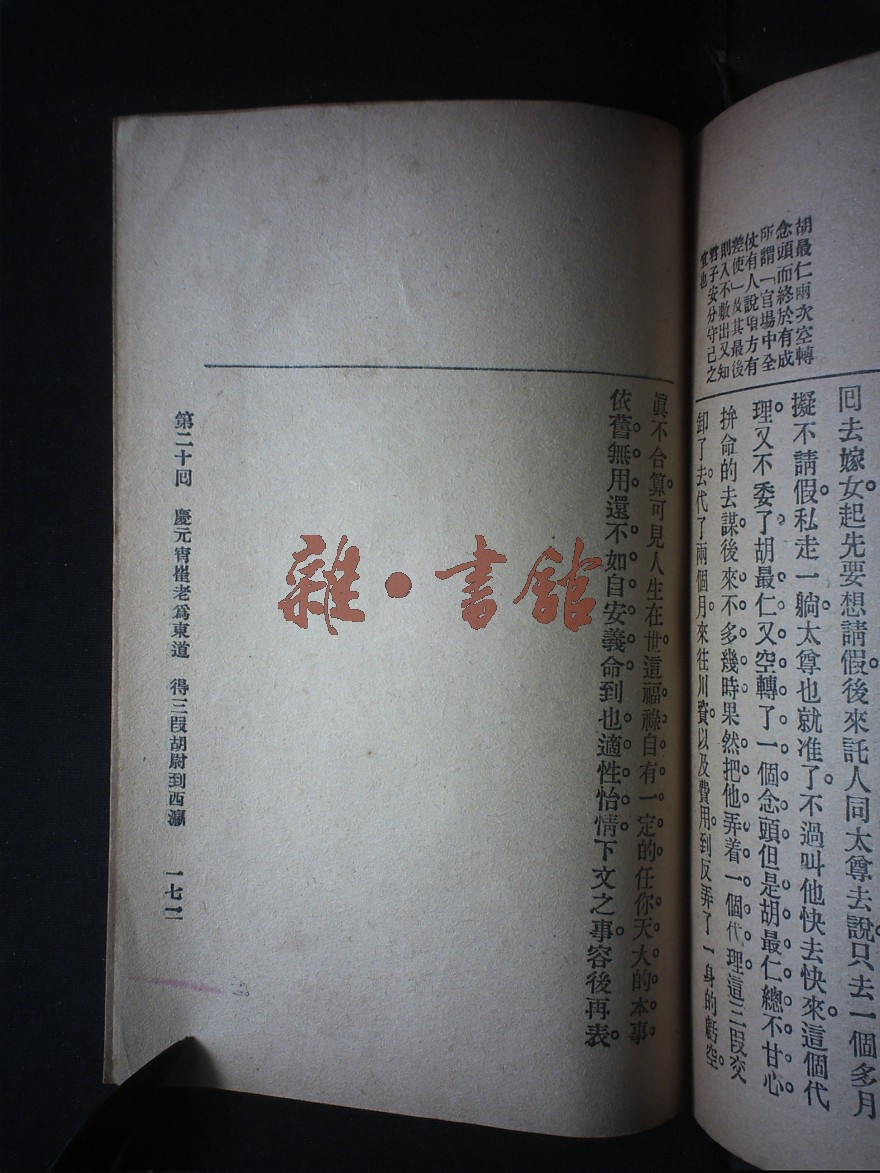 胡最仁兩次空轉
念頭而終於有成
所謂「官場中全
仗有人說項方有
差使」及其最後
則入不敷出又知
君子安分守己之
宜也
回去嫁女起先要想請假後來託人同太尊去說只去一個多月
擬不請假私走一躺太尊也就准了不過叫他快去快來這個代
理又不委了胡最仁又空轉了一個念頭但是胡最仁總不甘心
拚命的去謀後來不多幾時果然把他弄着一個代理這三叚交
卸了去代了兩個月來往川資以及費用到反弄了一身的虧空
眞不合算可見人生在世這福祿自有一定的任你天大的本事
依舊無用還不如自安義命到也適性怡情下文之事容後再表
雜·書館
第二十回 慶元宵崔老爲東道 得三叚胡尉到西瀛 一七二